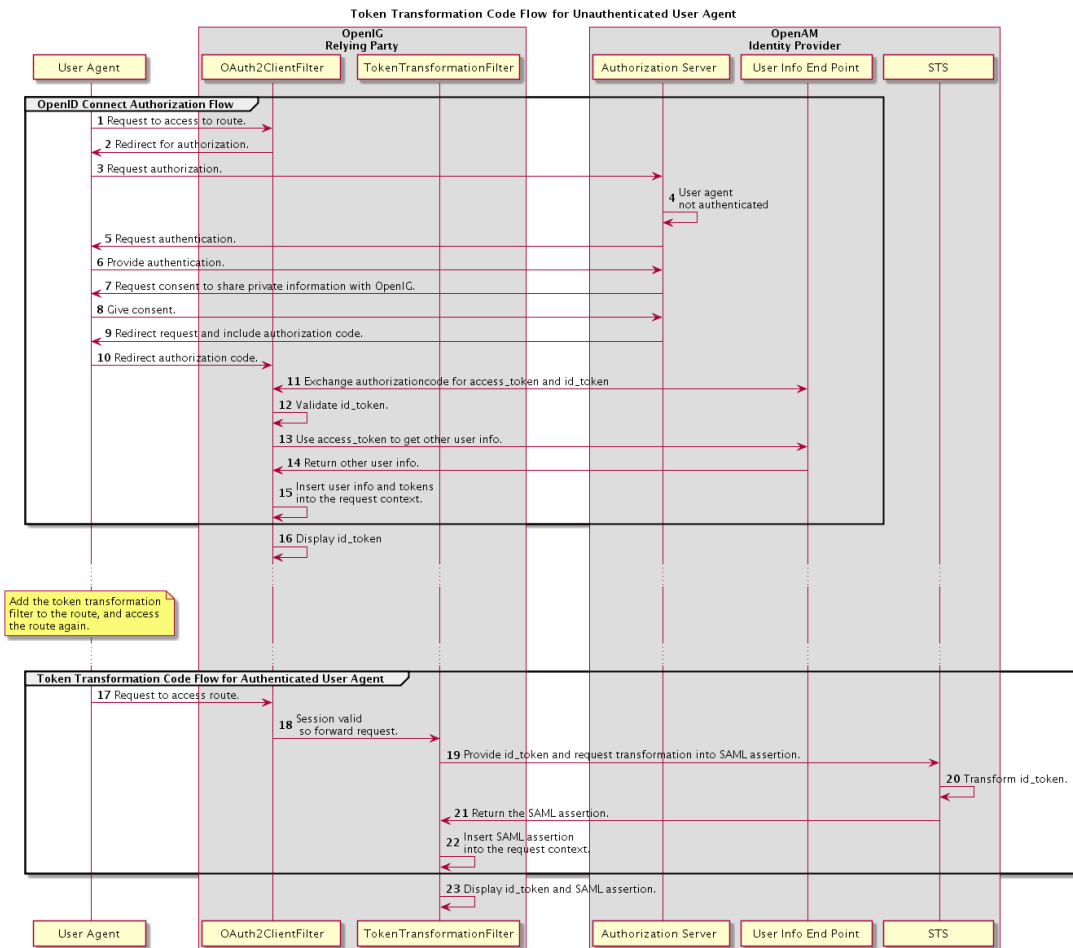 Token Transformation Code Flow for Unauthenticated User Agent
OpenIG
Relying Party
OpenAM
Identity Provider
User Agent
OAuth2ClientFilter
TokenTransformationFilter
Authorization Server
User Info End Point
STS
OpenID Connect Authorization Flow
1 Request to access to route.
2 Redirect for authorization.
3 Request authorization.
4 User agent
not authenticated
5 Request authentication.
6 Provide authentication.
7 Request consent to share private information with OpenIG.
8 Give consent.
9 Redirect request and include authorization code.
10 Redirect authorization code.
11 Exchange authorizationcode for access_token and id_token
12 Validate id_token.
13 Use access_token to get other user info.
14 Return other user info.
15 Insert user info and tokens
into the request context.
16 Display id_token
Add the token transformation
filter to the route, and access
the route again.
Token Transformation Code Flow for Authenticated User Agent
17 Request to access route.
18 Session valid
so forward request.
19 Provide id_token and request transformation into SAML assertion.
20 Transform id_token.
21 Return the SAML assertion.
22 Insert SAML assertion
into the request context.
23 Display id_token and SAML assertion.
User Agent
OAuth2ClientFilter
TokenTransformationFilter
Authorization Server
User Info End Point
STS